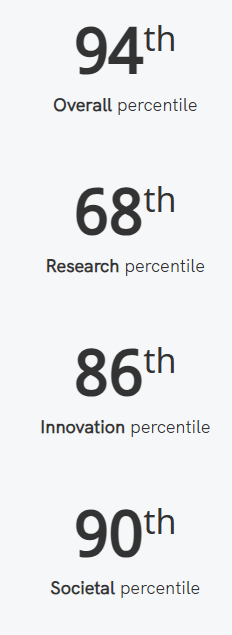 94th
Overall percentile
68th
Research percentile
86th
Innovation percentile
90th
Societal percentile